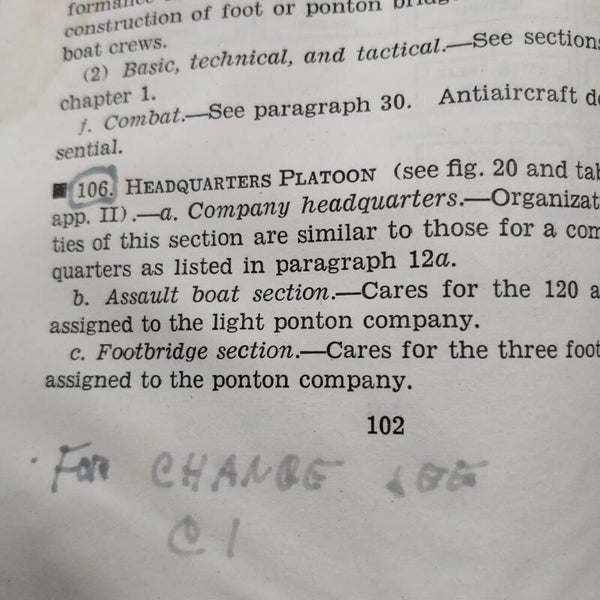 construction of foot or ponton
boat crews.
(2) Basic, technical, and tactical.—See sections
chapter 1.
f. Combat.—See paragraph 30. Antiaircraft
sential.
106. HEADQUARTERS PLATOON (see fig. 20 and
app. II).—a. Company headquarters.—Organizat
ties of this section are similar to those for a com
quarters as listed in paragraph 12a.
b. Assault boat section.—Cares for the 120 a
assigned to the light ponton company.
c. Footbridge section.—Cares for the three foot
assigned to the ponton company.
102
FOR CHANGE SEE
C1